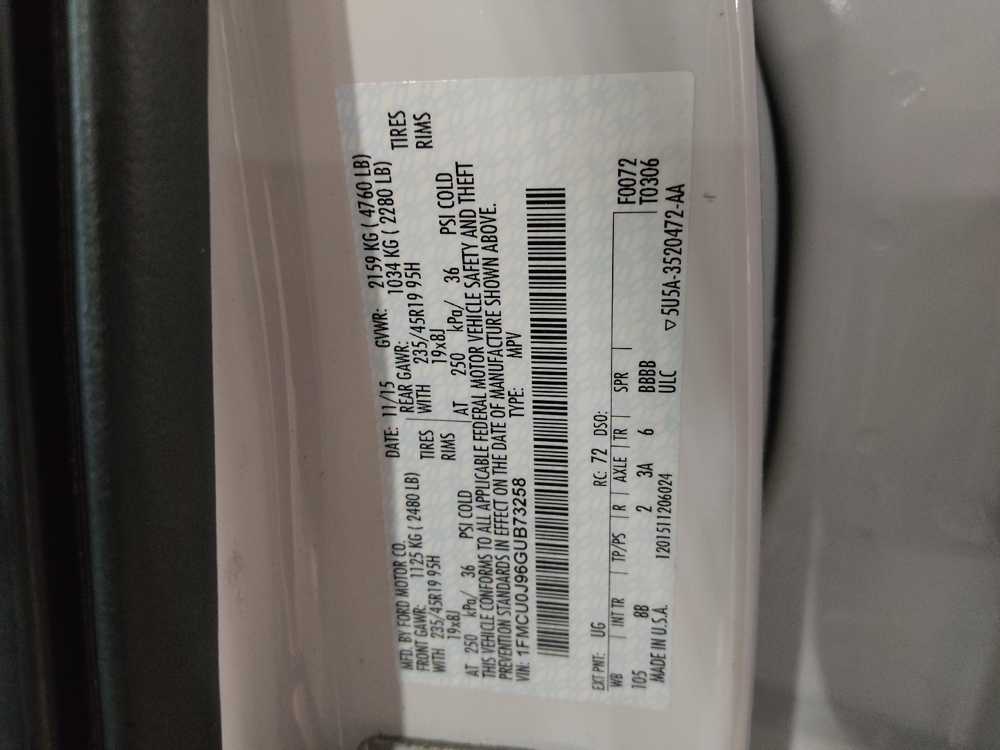 MFD. BY FORD MOTOR CO. DATE: 11/15 GVWR: 2159 KG ( 4760 LB)
FRONT GAWR: 1125 KG ( 2480 LB) REAR GAWR: 1034 KG ( 2280 LB)
WITH 235/45R19 95H TIRES WITH 235/45R19 95H TIRES
19x8J RIMS 19x8J RIMS
AT 250 kPa/ 36 PSI COLD AT 250 kPa/ 36 PSI COLD
THIS VEHICLE CONFORMS TO ALL APPLICABLE FEDERAL MOTOR VEHICLE SAFETY AND THEFT
PREVENTION STANDARDS IN EFFECT ON THE DATE OF MANUFACTURE SHOWN ABOVE.
VIN: 1FMCU0J96GUB73258 TYPE: MPV
EXT PNT: UG RC: 72 DSO:
WB INT TR TP/PS R AXLE TR SPR F0072
105 8B 2 3A 6 BBBB T0306
MADE IN U.S.A. 1201511206024 ULC ▽5U5A-3520472-AA